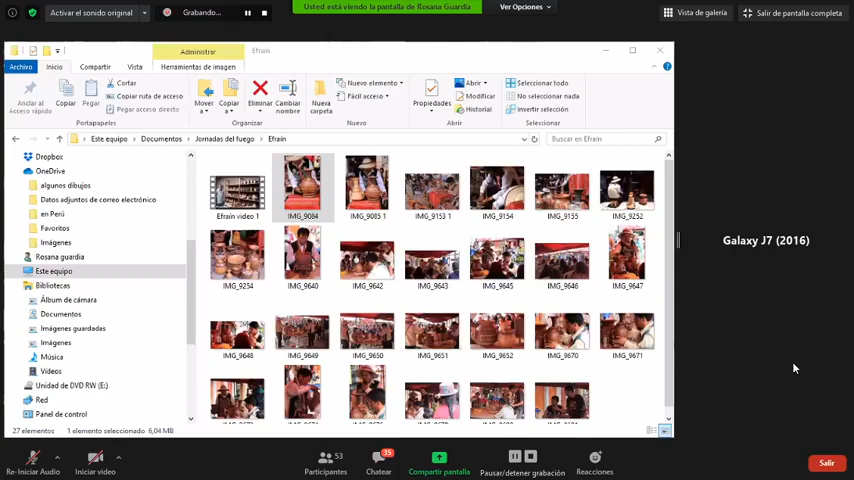 Activar el sonido original
Grabando...
Usted está viendo la pantalla de Rosana Guardia
Ver Opciones
Vista de galería
Salir de pantalla completa
Administrar
Efrain
Archivo
Inicio
Compartir
Vista
Herramientas de imagen
Anclar al
Acceso rápido
Copiar
Pegar
Cortar
Copiar ruta de acceso
Pegar acceso directo
Portapapeles
Mover
a
Copiar
a
Eliminar
Cambiar
nombre
Organizar
Nueva
carpeta
Nuevo elemento
Fácil acceso
Nuevo
Propiedades
Abrir
Modificar
Historial
Abrir
Seleccionar todo
No seleccionar nada
Invertir selección
Seleccionar
Este equipo
Documentos
Jornadas del fuego
Efraín
Buscar en Efraín
Dropbox
OneDrive
algunos dibujos
Datos adjuntos de correo electrónico
en Perú
Favoritos
Imágenes
Rosana guardia
Este equipo
Bibliotecas
Álbum de cámara
Documentos
Imágenes guardadas
Imágenes
Música
Vídeos
Unidad de DVD RW (E:)
Red
Panel de control
Efraín video 1
IMG_9084
IMG_9085 1
IMG_9153 1
IMG_9154
IMG_9155
IMG_9252
IMG_9254
IMG_9640
IMG_9642
IMG_9643
IMG_9645
IMG_9646
IMG_9647
IMG_9648
IMG_9649
IMG_9650
IMG_9651
IMG_9652
IMG_9670
IMG_9671
27 elementos
1 elemento seleccionado 6,04 MB
Galaxy J7 (2016)
Re-Iniciar Audio
Iniciar video
53
Participantes
35
Chatear
Compartir pantalla
Pausar/detener grabación
Reacciones
Salir